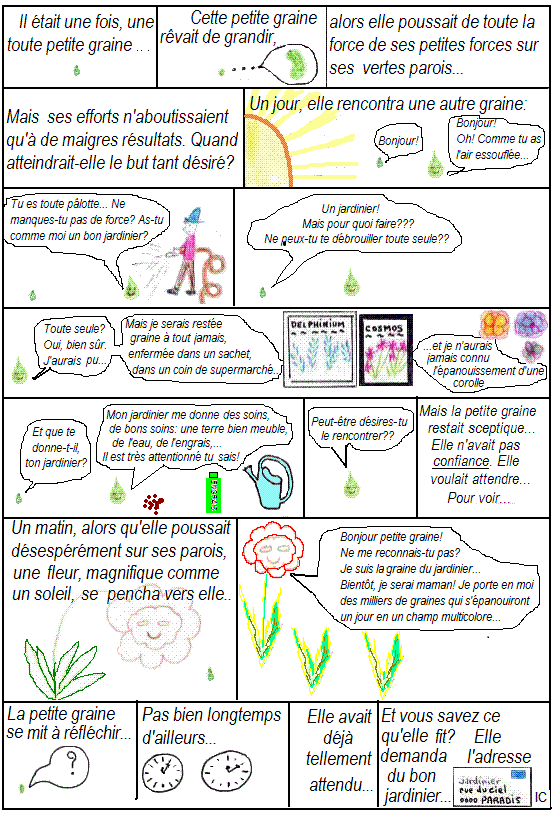 Il était une fois, une
toute petite graine . . .
Cette petite graine
rêvait de grandir,
alors elle poussait de toute la
force de ses petites forces sur
ses vertes parois...
Mais ses efforts n'aboutissaient
qu'à de maigres résultats. Quand
atteindrait-elle le but tant désiré?
Un jour, elle rencontra une autre graine:
Bonjour!
Bonjour!
Oh! Comme tu as
l'air essouflée...
Tu es toute pâlotte... Ne
manques-tu pas de force? As-tu
comme moi un bon jardinier?
Un jardinier!
Mais pour quoi faire???
Ne peux-tu te débrouiller toute seule??
Toute seule?
Oui, bien sûr.
J'aurais pu...
Mais je serais restée
graine à tout jamais,
enfermée dans un sachet,
dans un coin de supermarché...
DELPHINIUM
COSMOS
...et je n'aurais
jamais connu
l'épanouissement d'une
corolle
Et que te
donne-t-il,
ton jardinier?
Mon jardinier me donne des soins,
de bons soins: une terre bien meuble,
de l'eau, de l'engrais,...
Il est très attentionné tu sais!
ENGRAIS
Peut-être désires-tu
le rencontrer??
Mais la petite graine
restait sceptique...
Elle n'avait pas
confiance. Elle
voulait attendre...
Pour voir...
Un matin, alors qu'elle poussait
désespérément sur ses parois,
une fleur, magnifique comme
un soleil, se pencha vers elle..
Bonjour petite graine!
Ne me reconnais-tu pas?
Je suis la graine du jardinier...
Bientôt, je serai maman! Je porte en moi
des milliers de graines qui s'épanouiront
un jour en un champ multicolore...
La petite graine
se mit à réfléchir...
?
Pas bien longtemps
d'ailleurs...
Elle avait
déjà
tellement
attendu...
Et vous savez ce
qu'elle fit? Elle
demanda l'adresse
du bon
jardinier...
Jardinier
rue du ciel
0000 PARADIS
IC